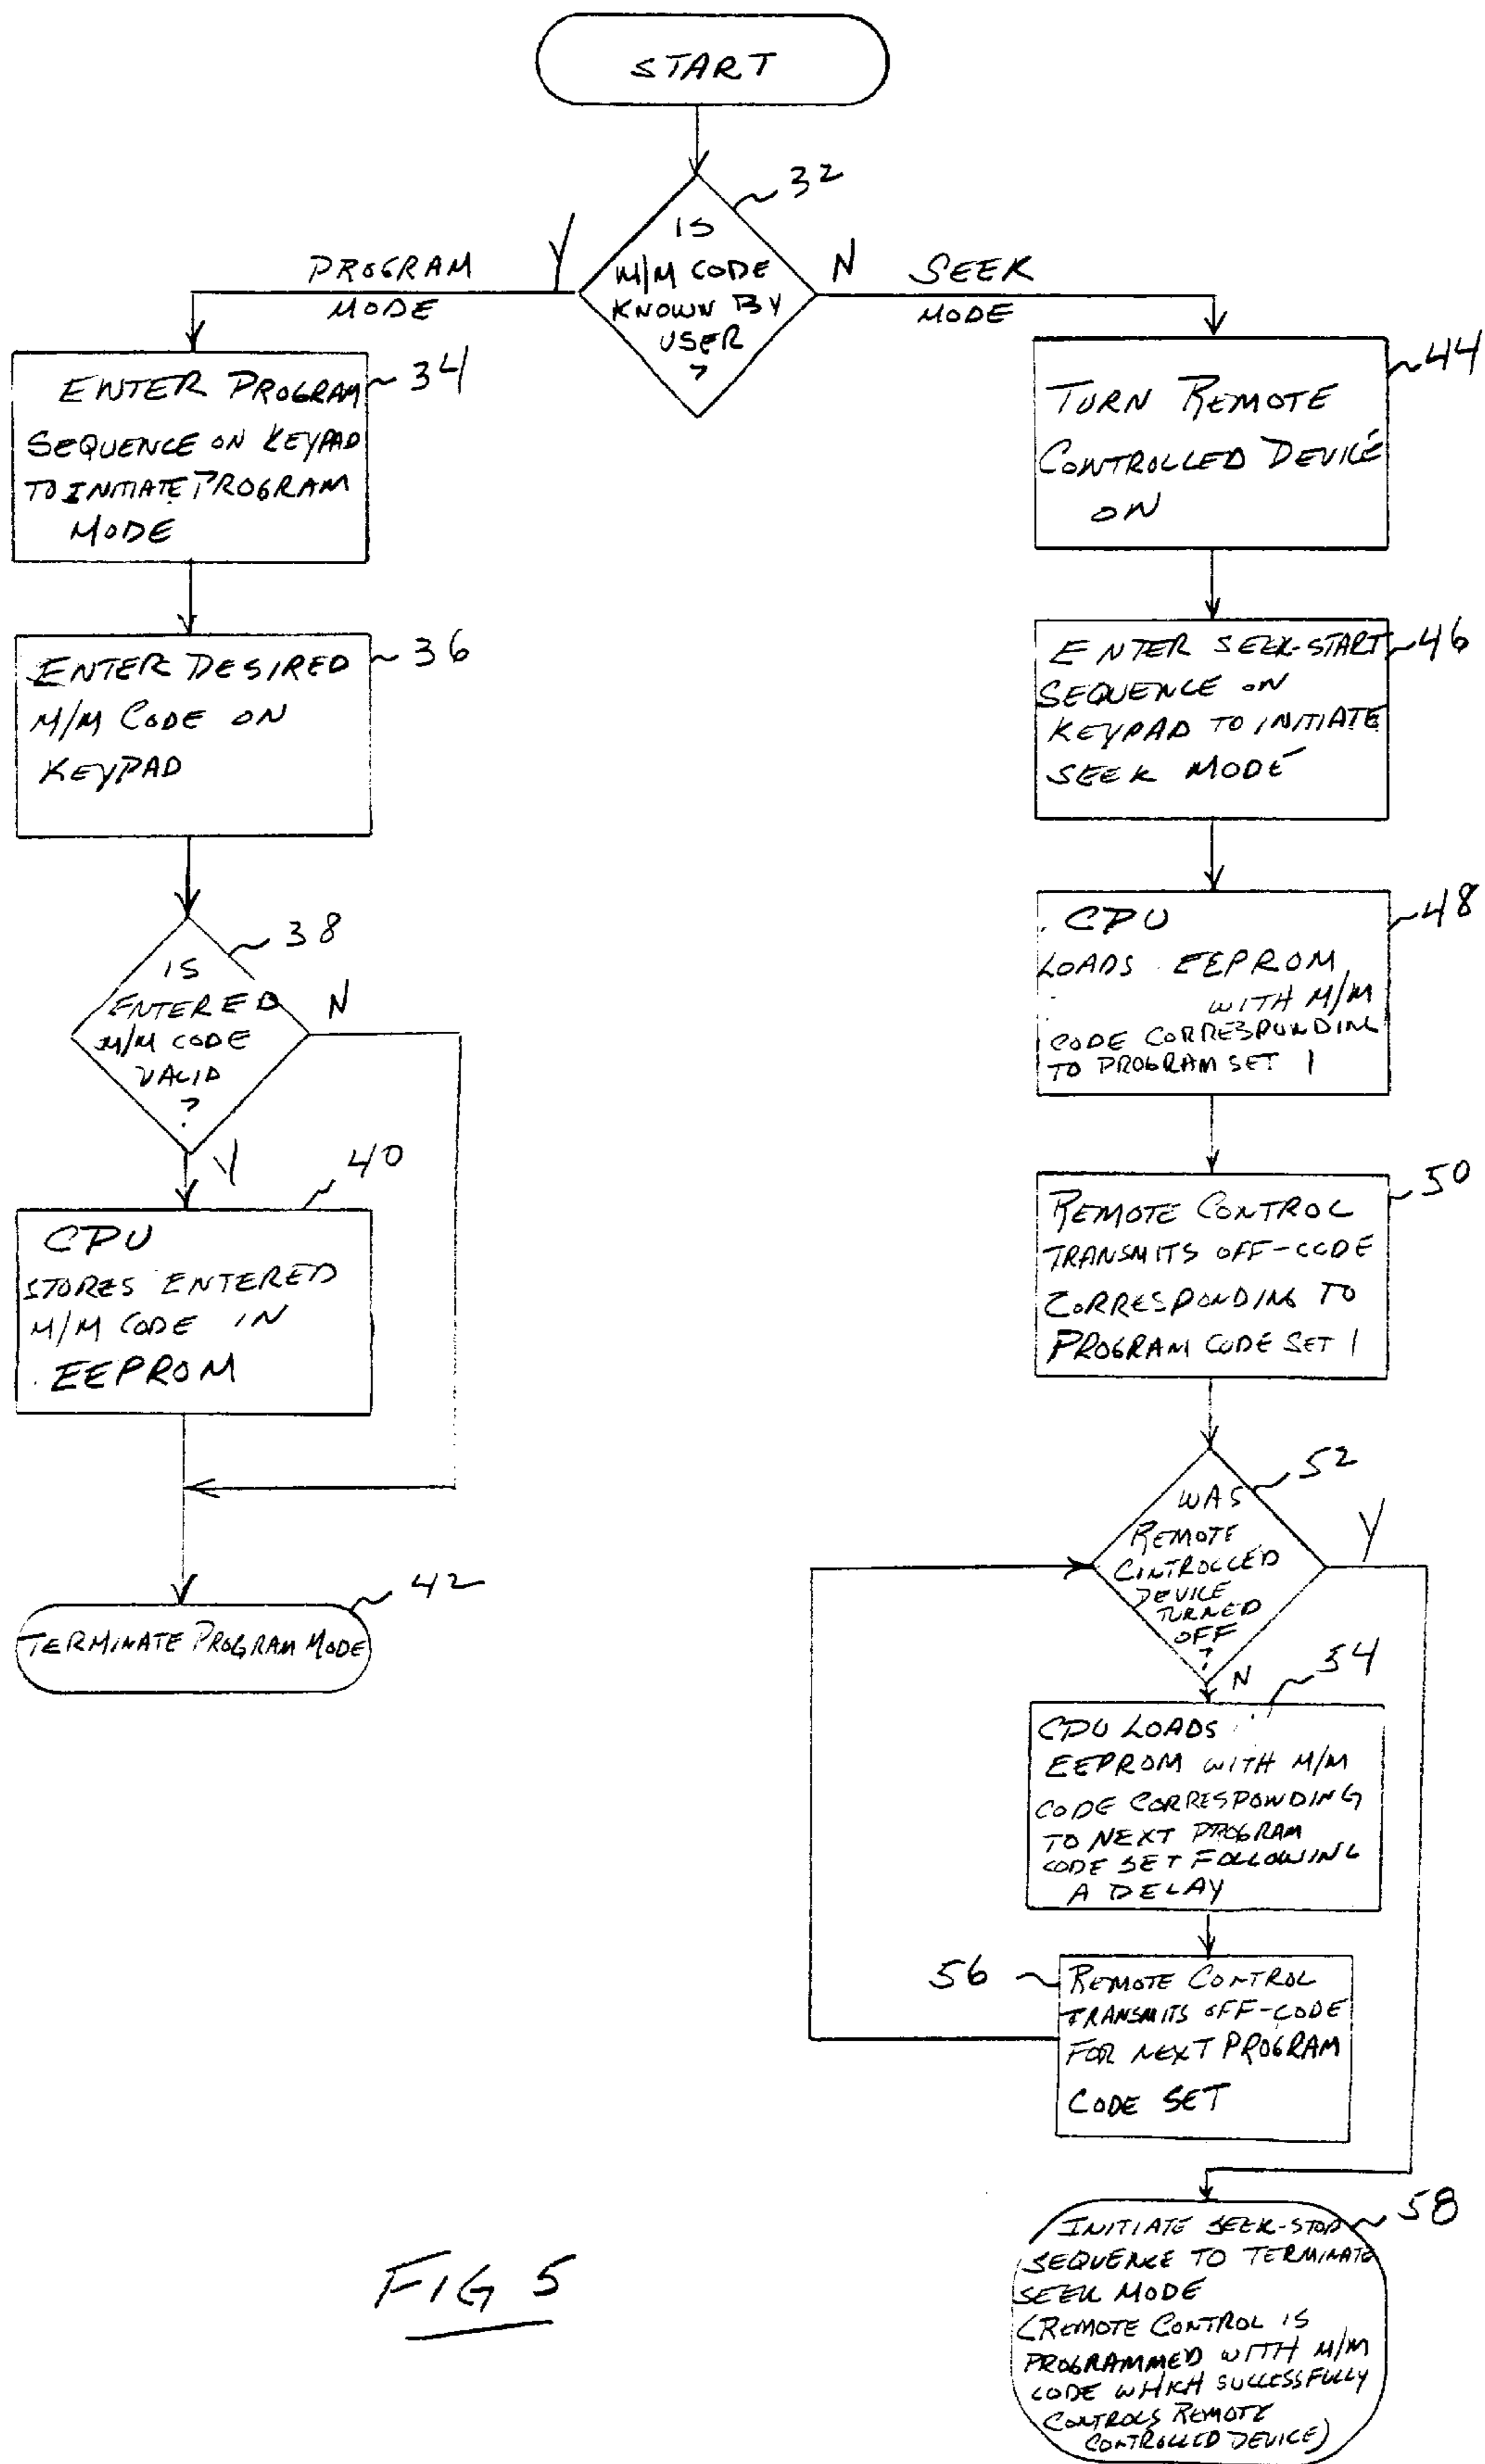 START
32
IS
M/M CODE
KNOWN BY
USER
?
Y
PROGRAM
MODE
N
SEEK
MODE
34
ENTER PROGRAM
SEQUENCE ON KEYPAD
TO INITIATE PROGRAM
MODE
36
ENTER DESIRED
M/M CODE ON
KEYPAD
38
IS
ENTERED
M/M CODE
VALID
?
N
Y
40
CPU
STORES ENTERED
M/M CODE IN
EEPROM
42
TERMINATE PROGRAM MODE
44
TURN REMOTE
CONTROLLED DEVICE
ON
46
ENTER SEEK-START
SEQUENCE ON
KEYPAD TO INITIATE
SEEK MODE
48
CPU
LOADS EEPROM
WITH M/M
CODE CORRESPONDING
TO PROGRAM SET 1
50
REMOTE CONTROL
TRANSMITS OFF-CODE
CORRESPONDING TO
PROGRAM CODE SET 1
52
WAS
REMOTE
CONTROLLED
DEVICE
TURNED
OFF
?
Y
N
54
CPU LOADS
EEPROM WITH M/M
CODE CORRESPONDING
TO NEXT PROGRAM
CODE SET FOLLOWING
A DELAY
56
REMOTE CONTROL
TRANSMITS OFF-CODE
FOR NEXT PROGRAM
CODE SET
58
INITIATE SEEK-STOP
SEQUENCE TO TERMINATE
SEEK MODE
(REMOTE CONTROL IS
PROGRAMMED WITH M/M
CODE WHICH SUCCESSFULLY
CONTROLS REMOTE
CONTROLLED DEVICE)
FIG 5